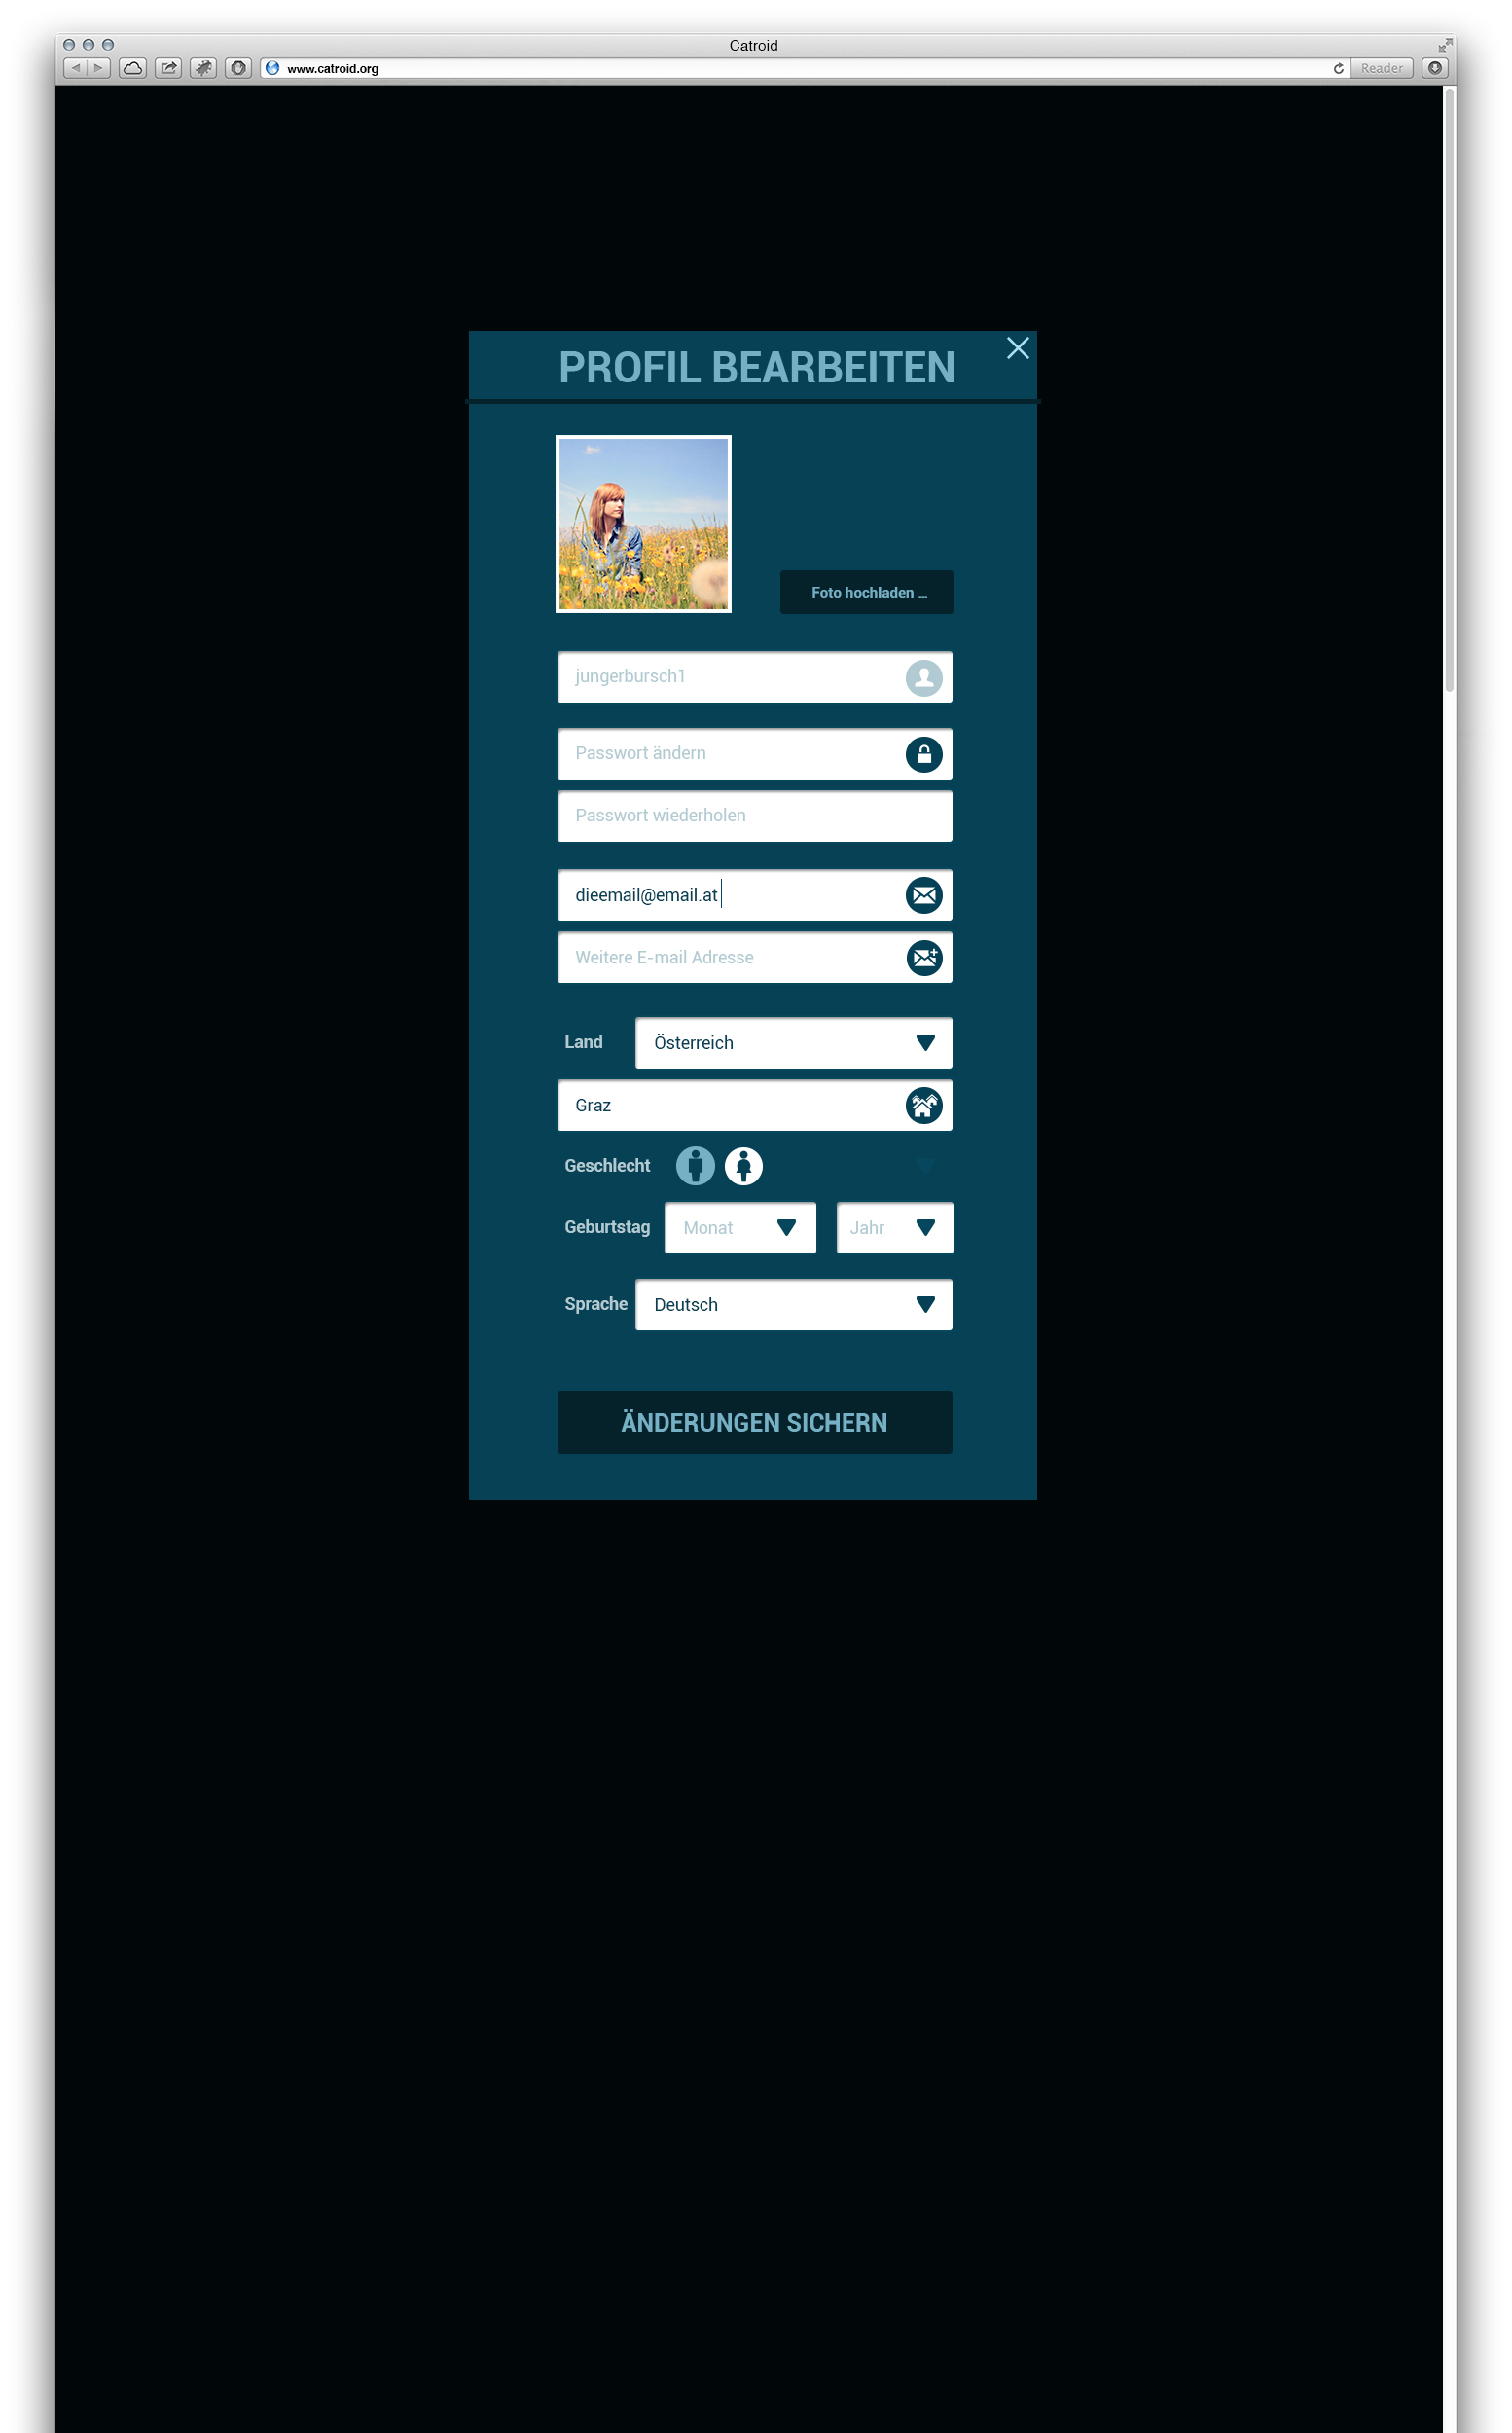 Catroid
www.catroid.org
Reader
PROFIL BEARBEITEN
Foto hochladen ...
jungerbursch1
Passwort ändern
Passwort wiederholen
dieemail@email.at
Weitere E-mail Adresse
Land Österreich
Graz
Geschlecht
Geburtstag Monat Jahr
Sprache Deutsch
ÄNDERUNGEN SICHERN